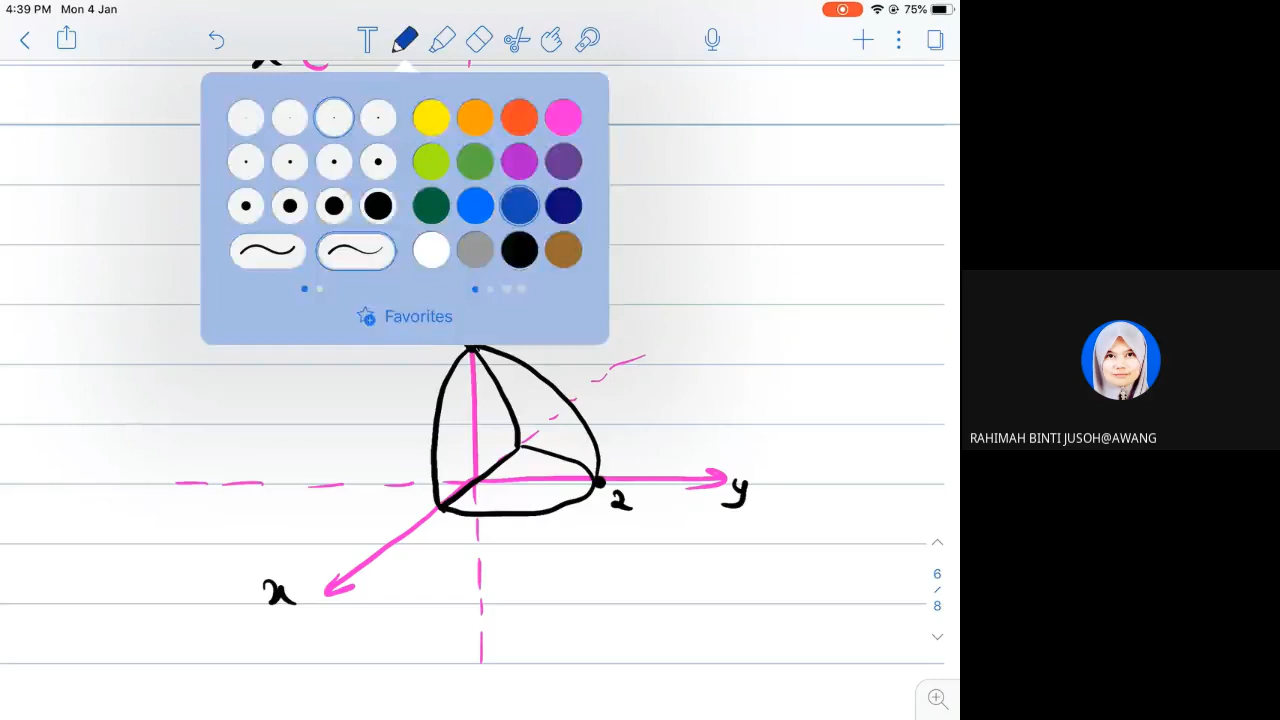 4:39 PM Mon 4 Jan 75%
T
x
Favorites
2
y
x
6
/
8
RAHIMAH BINTI JUSOH@AWANG